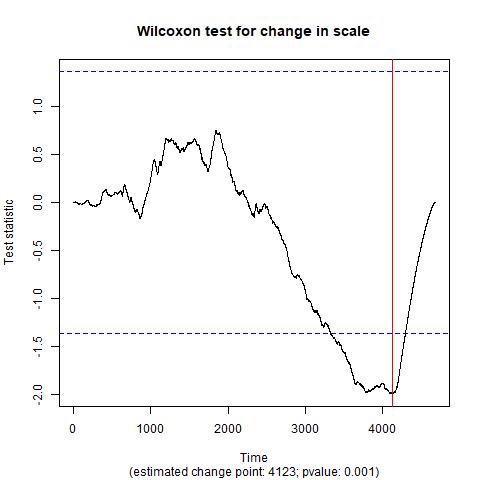 Wilcoxon test for change in scale
Test statistic
1.0
0.5
0.0
-0.5
-1.0
-1.5
-2.0
0 1000 2000 3000 4000
Time
(estimated change point: 4123; pvalue: 0.001)